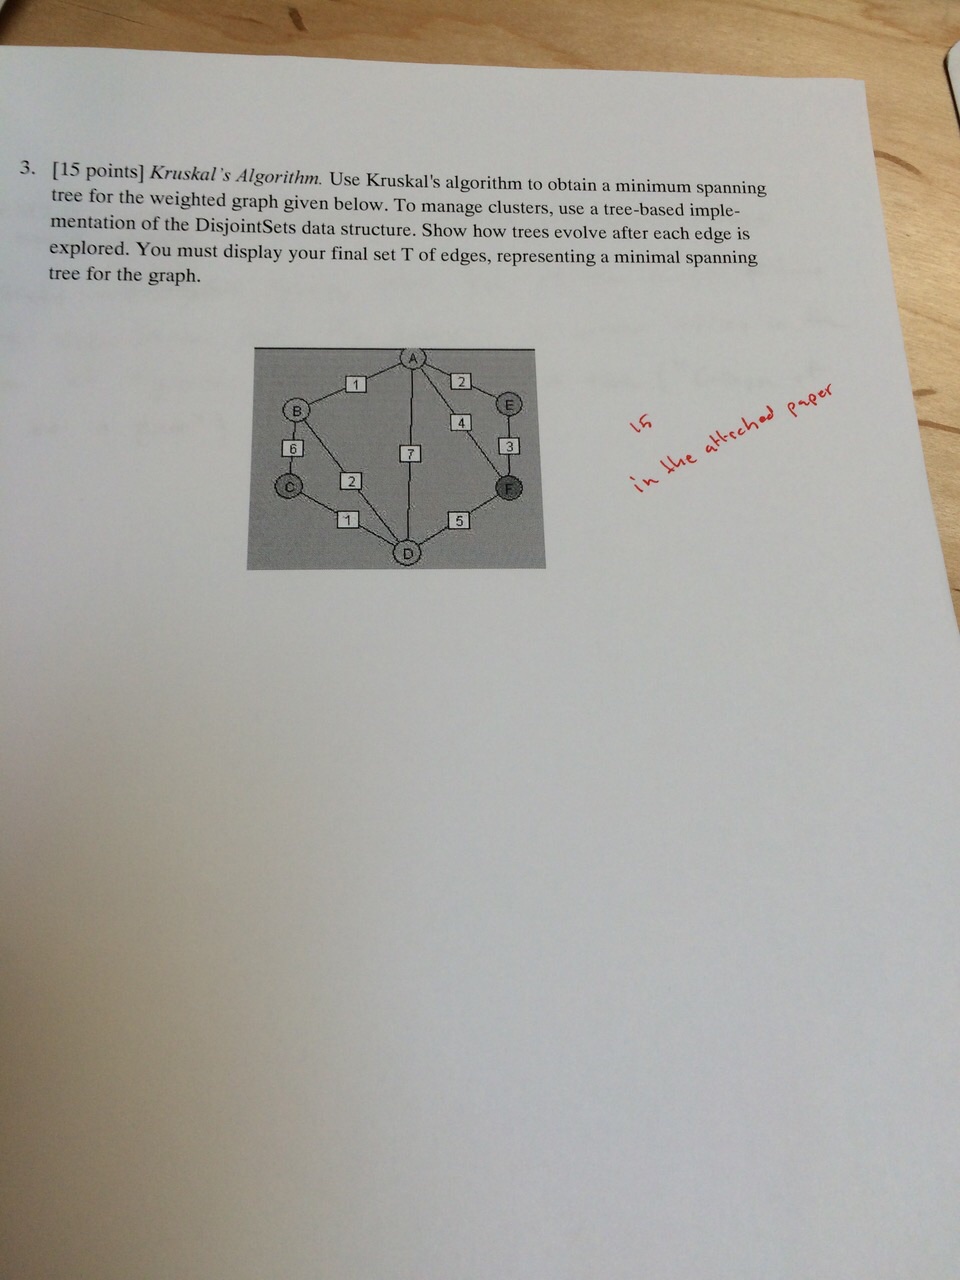 3. [15 points] Kruskal's Algorithm. Use Kruskal's algorithm to obtain a minimum spanning
tree for the weighted graph given below. To manage clusters, use a tree-based imple-
mentation of the DisjointSets data structure. Show how trees evolve after each edge is
explored. You must display your final set T of edges, representing a minimal spanning
tree for the graph.
A
1
2
B
E
4
6
7
3
C
2
F
1
5
D
15
in the attached paper